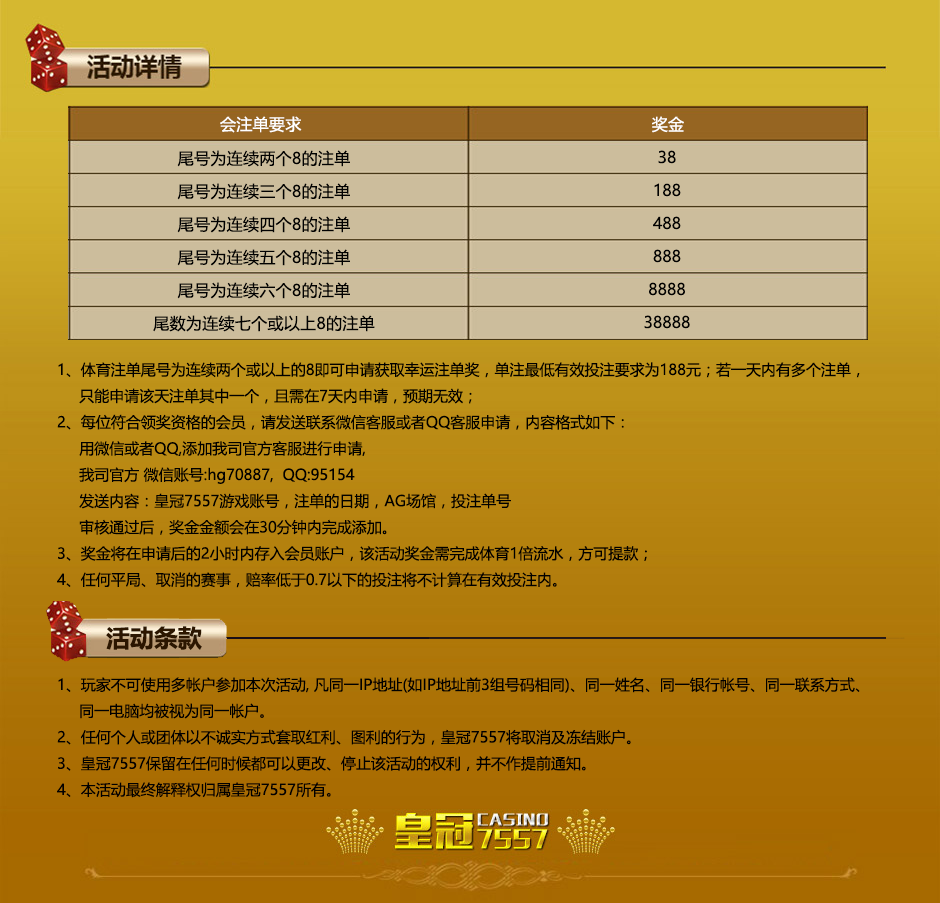 活动详情
会注单要求 奖金
尾号为连续两个8的注单 38
尾号为连续三个8的注单 188
尾号为连续四个8的注单 488
尾号为连续五个8的注单 888
尾号为连续六个8的注单 8888
尾数为连续七个或以上8的注单 38888
1、体育注单尾号为连续两个或以上的8即可申请获取幸运注单奖，单注最低有效投注要求为188元；若一天内有多个注单，
只能申请该天注单其中一个，且需在7天内申请，预期无效；
2、每位符合领奖资格的会员，请发送联系微信客服或者QQ客服申请，内容格式如下：
用微信或者QQ,添加我司官方客服进行申请,
我司官方 微信账号:hg70887, QQ:95154
发送内容：皇冠7557游戏账号，注单的日期，AG场馆，投注单号
审核通过后，奖金金额会在30分钟内完成添加。
3、奖金将在申请后的2小时内存入会员账户，该活动奖金需完成体育1倍流水，方可提款；
4、任何平局、取消的赛事，赔率低于0.7以下的投注将不计算在有效投注内。
活动条款
1、玩家不可使用多帐户参加本次活动, 凡同一IP地址(如IP地址前3组号码相同)、同一姓名、同一银行帐号、同一联系方式、
同一电脑均被视为同一帐户。
2、任何个人或团体以不诚实方式套取红利、图利的行为，皇冠7557将取消及冻结账户。
3、皇冠7557保留在任何时候都可以更改、停止该活动的权利，并不作提前通知。
4、本活动最终解释权归属皇冠7557所有。
皇冠 CASINO 7557